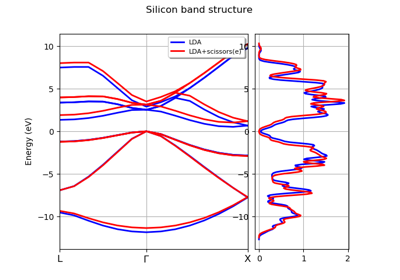 Silicon band structure
LDA
LDA+scissors(e)
Energy (eV)
10
5
0
−5
−10
L
Γ
X
10
5
0
−5
−10
0
1
2